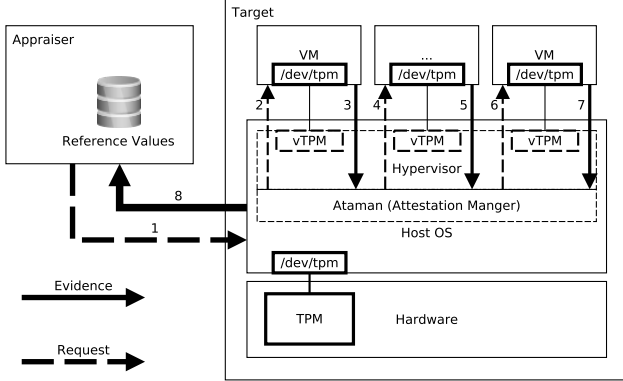 Target
Appraiser
Reference Values
VM
...
VM
/dev/tpm
/dev/tpm
/dev/tpm
2
3
4
5
6
7
vTPM
vTPM
vTPM
Hypervisor
8
Ataman (Attestation Manger)
1
Host OS
/dev/tpm
Evidence
TPM
Hardware
Request